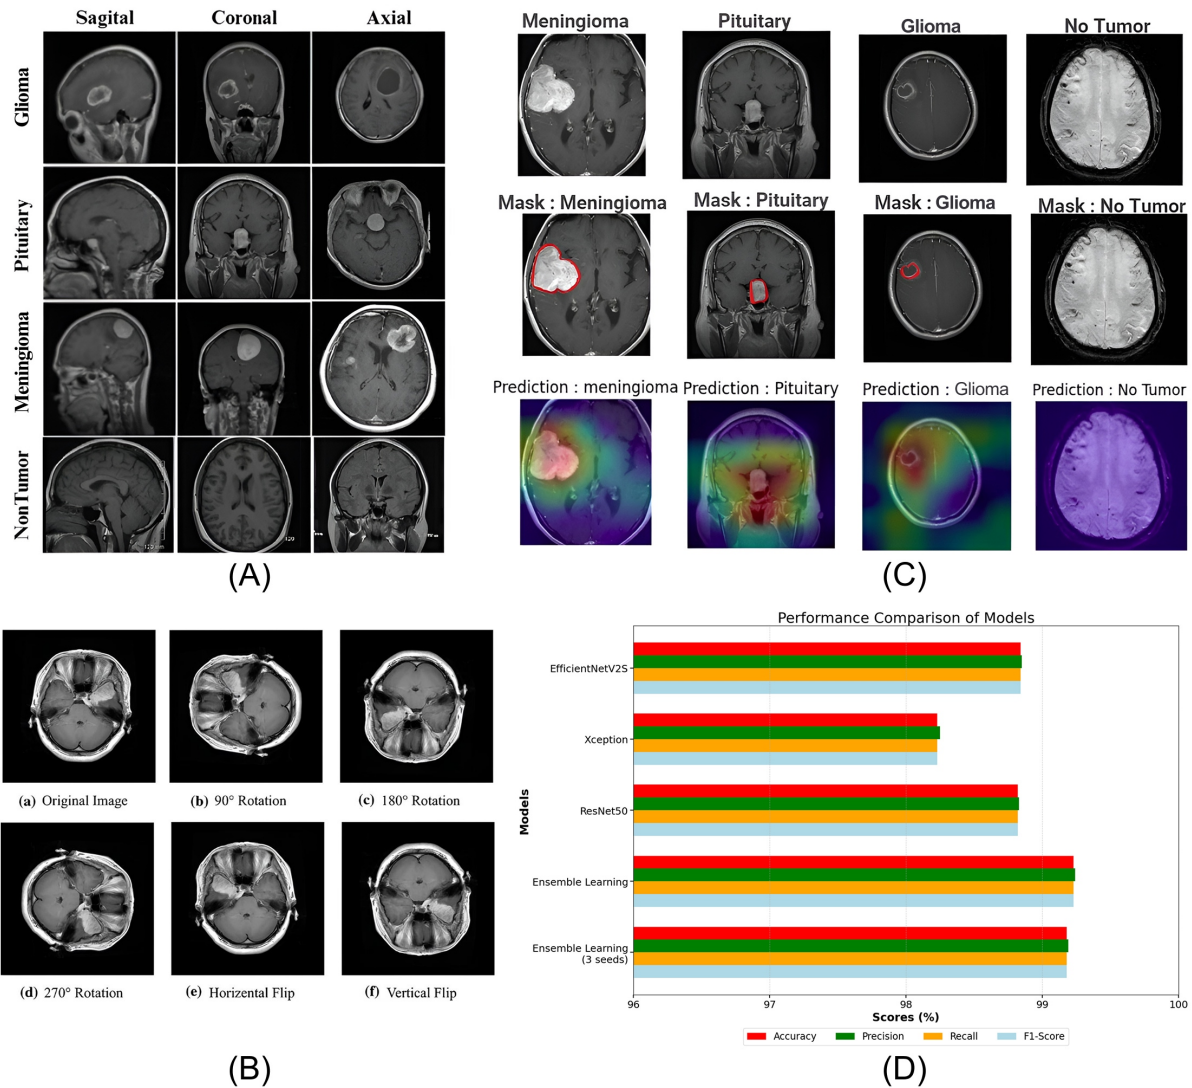 Sagital Coronal Axial
Glioma
Pituitary
Meningioma
NonTumor
(A)
Meningioma Pituitary Glioma No Tumor
Mask : Meningioma Mask : Pituitary Mask : Glioma Mask : No Tumor
Prediction : meningioma Prediction : Pituitary Prediction : Glioma Prediction : No Tumor
(C)
(a) Original Image (b) 90° Rotation (c) 180° Rotation
(d) 270° Rotation (e) Horizental Flip (f) Vertical Flip
(B)
Performance Comparison of Models
Models
EfficientNetV2S
Xception
ResNet50
Ensemble Learning
Ensemble Learning
(3 seeds)
96 97 98 99 100
Scores (%)
Accuracy Precision Recall F1-Score
(D)